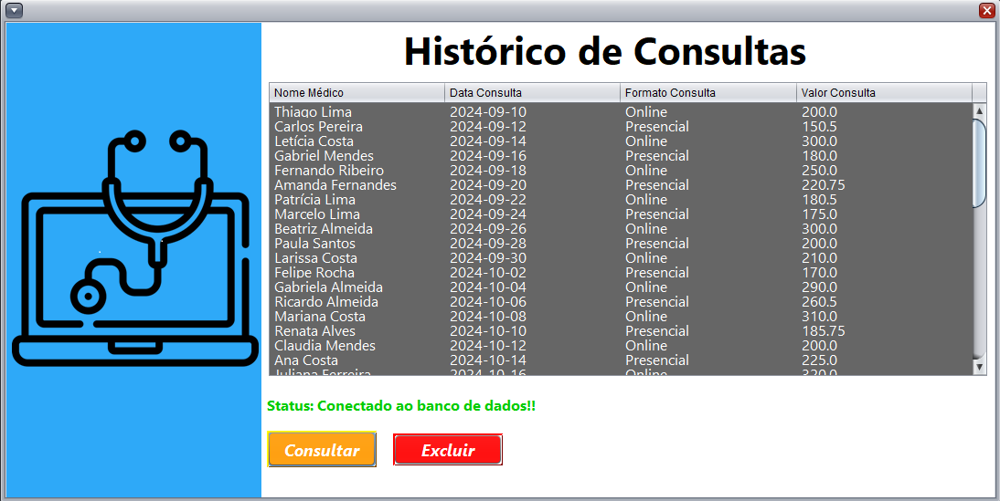 Histórico de Consultas
Nome Médico Data Consulta Formato Consulta Valor Consulta
Thiago Lima 2024-09-10 Online 200.0
Carlos Pereira 2024-09-12 Presencial 150.5
Letícia Costa 2024-09-14 Online 300.0
Gabriel Mendes 2024-09-16 Presencial 180.0
Fernando Ribeiro 2024-09-18 Online 250.0
Amanda Fernandes 2024-09-20 Presencial 220.75
Patrícia Lima 2024-09-22 Online 180.5
Marcelo Lima 2024-09-24 Presencial 175.0
Beatriz Almeida 2024-09-26 Online 300.0
Paula Santos 2024-09-28 Presencial 200.0
Larissa Costa 2024-09-30 Online 210.0
Felipe Rocha 2024-10-02 Presencial 170.0
Gabriela Almeida 2024-10-04 Online 290.0
Ricardo Almeida 2024-10-06 Presencial 260.5
Mariana Costa 2024-10-08 Online 310.0
Renata Alves 2024-10-10 Presencial 185.75
Claudia Mendes 2024-10-12 Online 200.0
Ana Costa 2024-10-14 Presencial 225.0
Juliana Ferreira 2024-10-16 Online 320.0
Status: Conectado ao banco de dados!!
Consultar Excluir